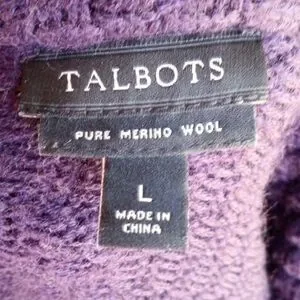 TALBOTS
PURE MERINO WOOL
L
MADE IN
CHINA